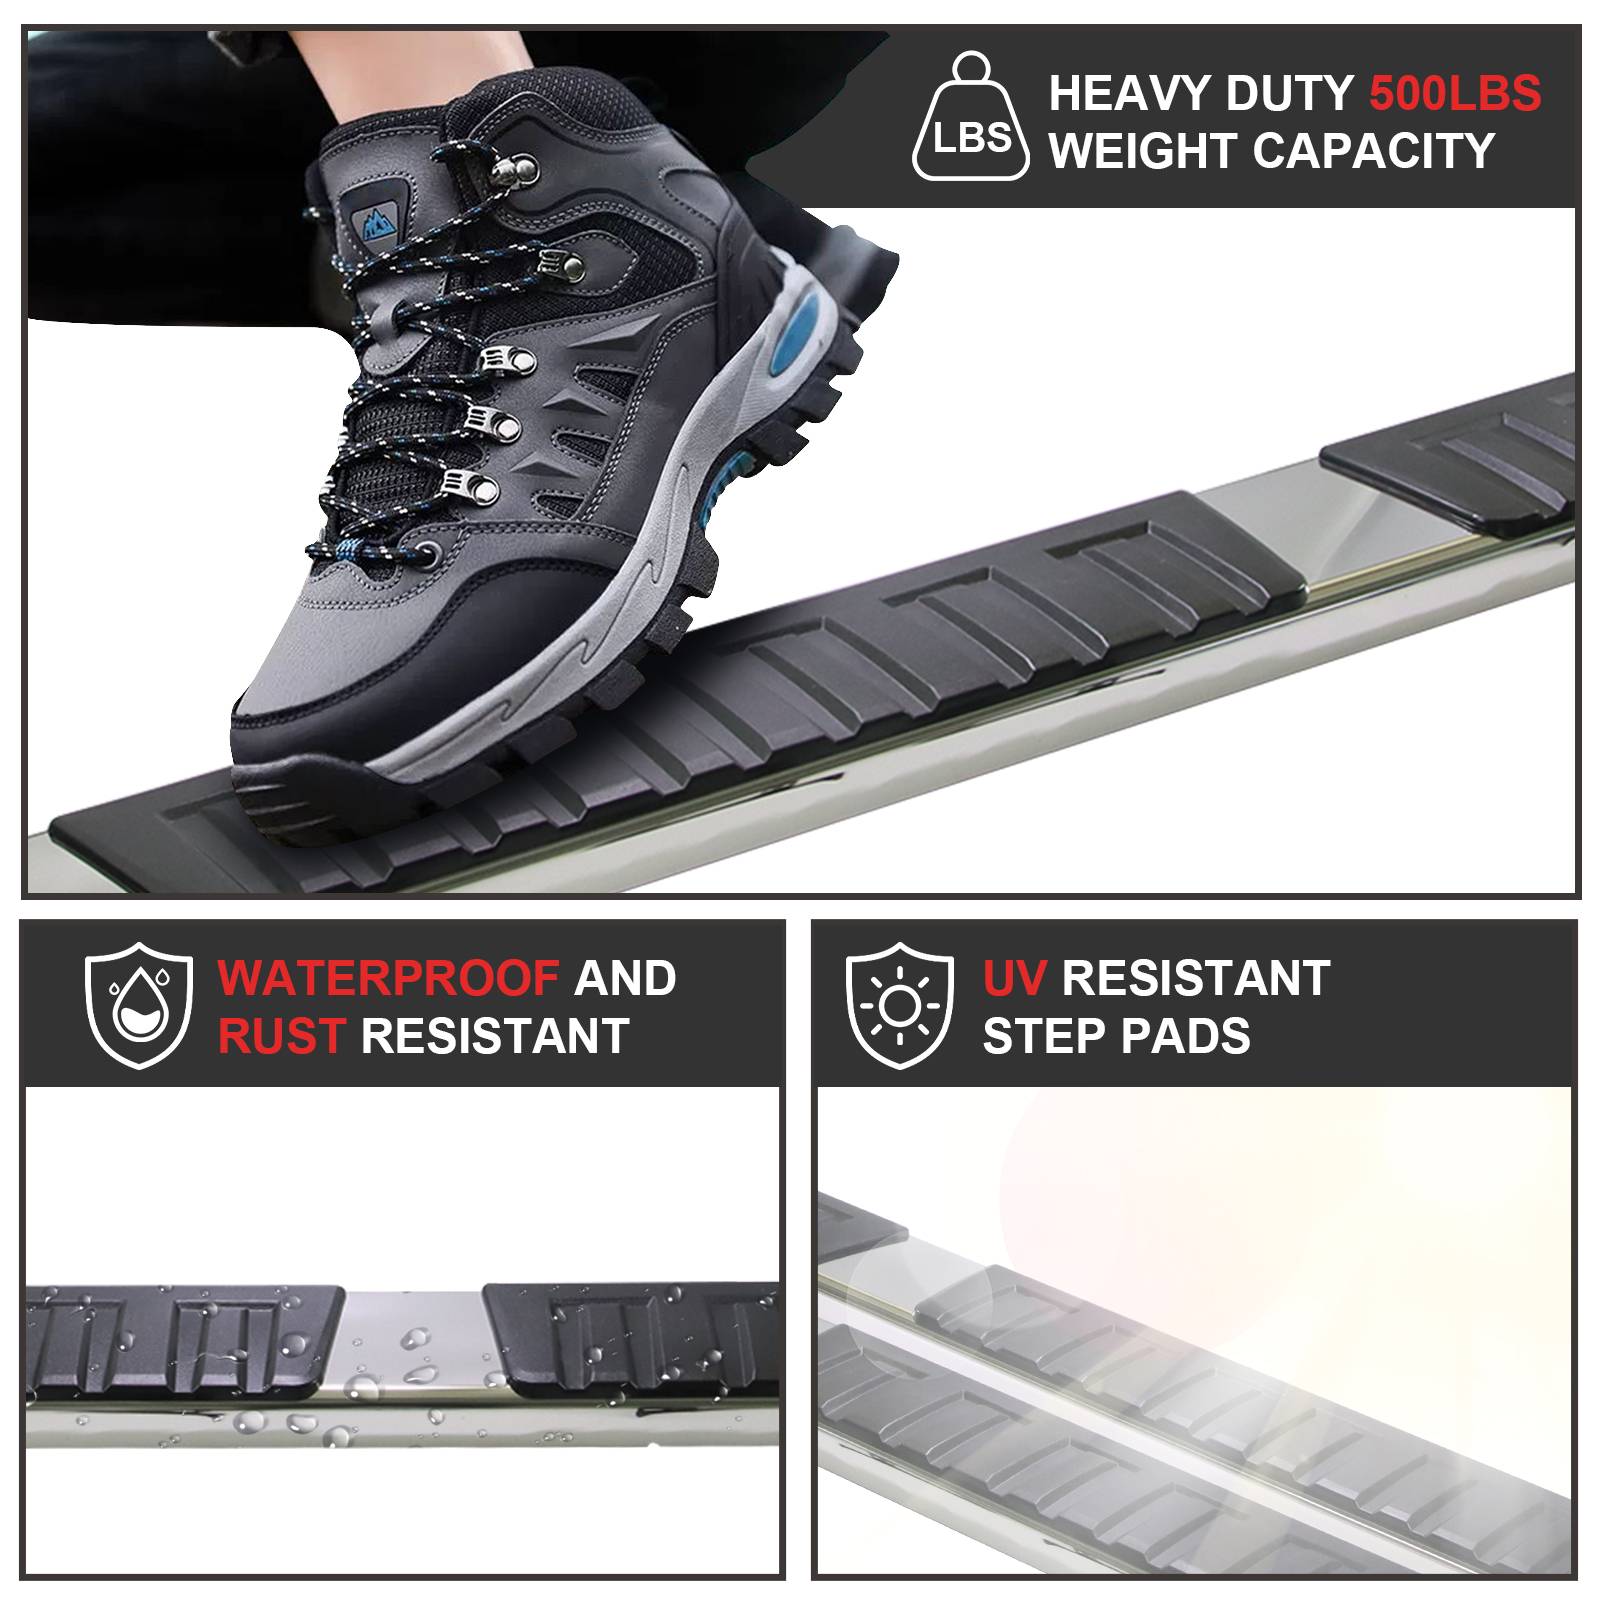 LBS
HEAVY DUTY 500LBS
WEIGHT CAPACITY
WATERPROOF AND
RUST RESISTANT
UV RESISTANT
STEP PADS